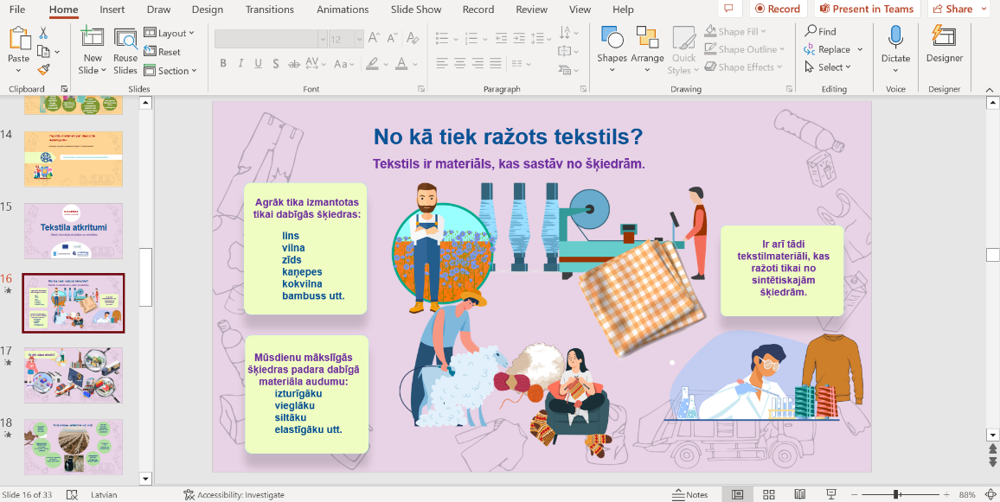 File Home Insert Draw Design Transitions Animations Slide Show Record Review View Help Record Present in Teams Share
Paste
New
Slide
Reuse
Slides
Layout
Reset
Section
12
Shapes
Arrange
Quick
Styles
Shape Fill
Shape Outline
Shape Effects
Find
Replace
Select
Dictate
Designer
Clipboard Slides Font Paragraph Drawing Editing Voice Designer
14
15
Tekstila atkritumi
16
17
18
No kā tiek ražots tekstils?
Tekstils ir materiāls, kas sastāv no šķiedrām.
Agrāk tika izmantotas
tikai dabīgās šķiedras:
lins
vilna
zīds
kaņepes
kokvilna
bambuss utt.
Mūsdienu mākslīgās
šķiedras padara dabīgā
materiāla audumu:
izturīgāku
vieglāku
siltāku
elastīgāku utt.
Ir arī tādi
tekstilmateriāli, kas
ražoti tikai no
sintētiskajām
šķiedrām.
Slide 16 of 33 Latvian Accessibility: Investigate Notes 88%